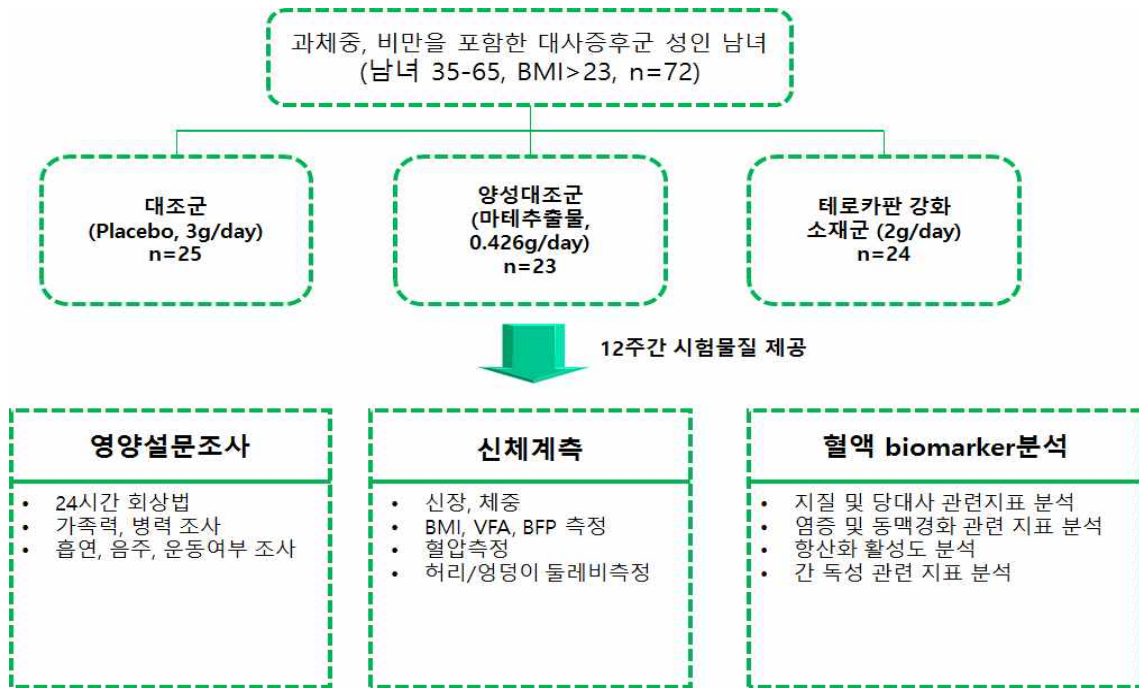 과체중, 비만을 포함한 대사증후군 성인 남녀
(남녀 35-65, BMI>23, n=72)
대조군
(Placebo, 3g/day)
n=25
양성대조군
(마테추출물,
0.426g/day)
n=23
테로카판 강화
소재군 (2g/day)
n=24
12주간 시험물질 제공
영양설문조사
• 24시간 회상법
• 가족력, 병력 조사
• 흡연, 음주, 운동여부 조사
신체계측
• 신장, 체중
• BMI, VFA, BFP 측정
• 혈압측정
• 허리/엉덩이 둘레비측정
혈액 biomarker분석
• 지질 및 당대사 관련지표 분석
• 염증 및 동맥경화 관련 지표 분석
• 항산화 활성도 분석
• 간 독성 관련 지표 분석